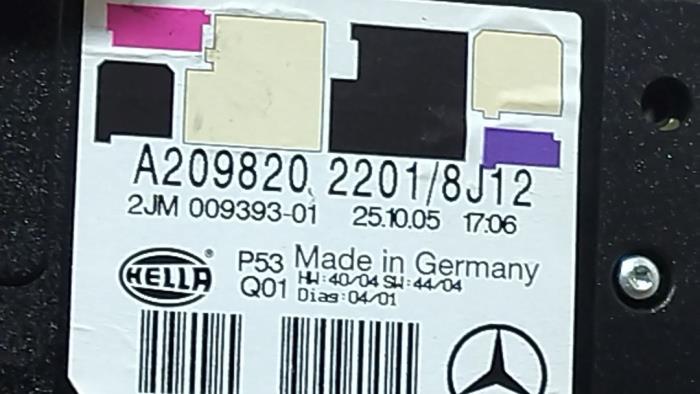 A209820 2201/8J12
2JM 009393-01 25.10.05 17:06
HELLA® P53 Made in Germany
Q01 HW:40/04 SW:44/04
Diag:04/01